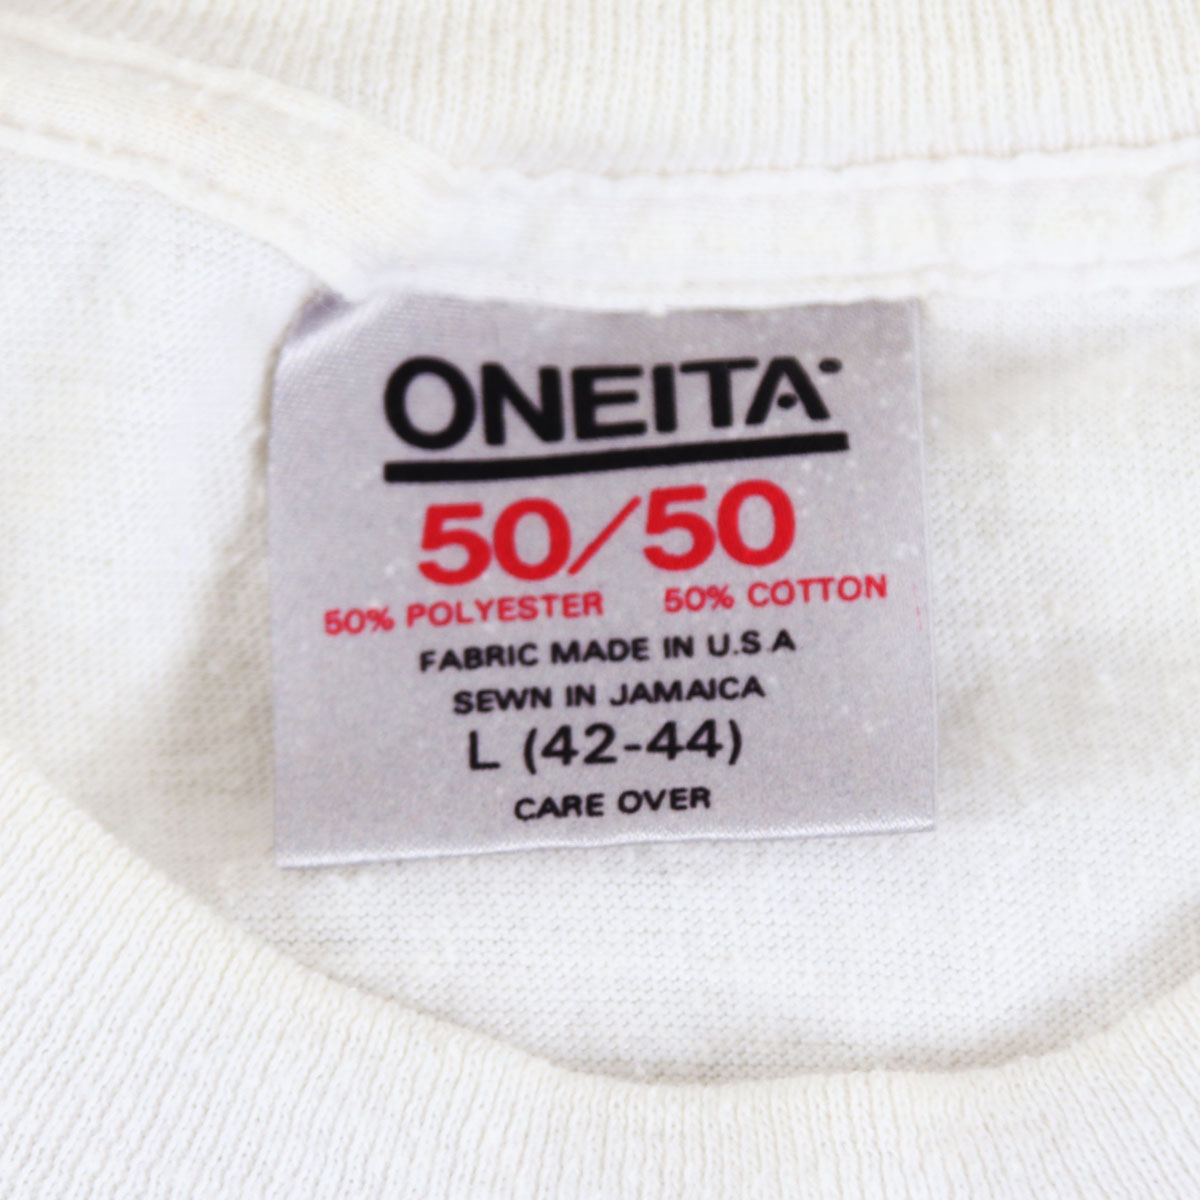 ONEITA
50/50
50% POLYESTER 50% COTTON
FABRIC MADE IN U.S.A
SEWN IN JAMAICA
L (42-44)
CARE OVER